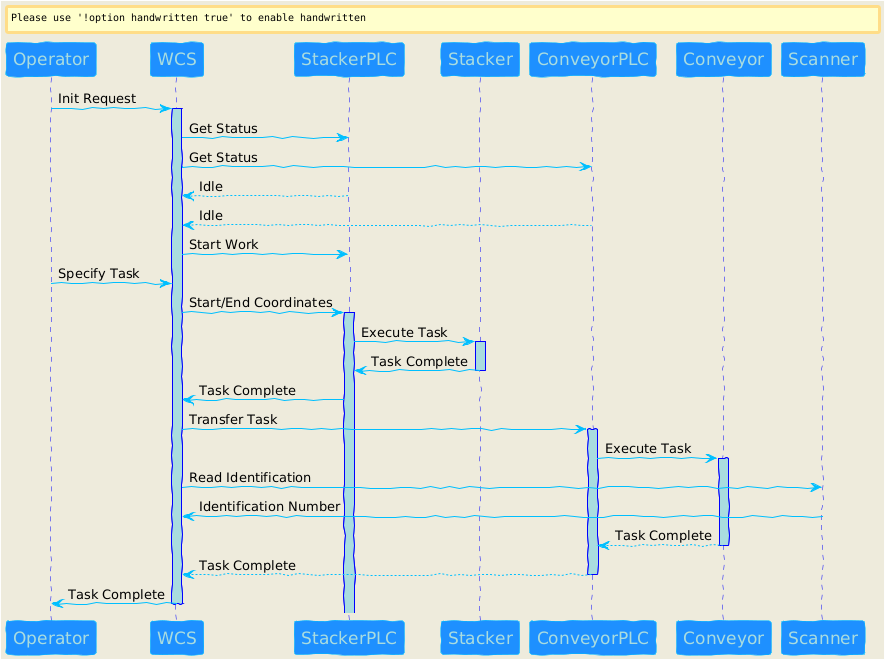 Please use '!option handwritten true' to enable handwritten
Operator WCS StackerPLC Stacker ConveyorPLC Conveyor Scanner
Init Request
Get Status
Get Status
Idle
Idle
Start Work
Specify Task
Start/End Coordinates
Execute Task
Task Complete
Task Complete
Transfer Task
Execute Task
Read Identification
Identification Number
Task Complete
Task Complete
Task Complete
Operator WCS StackerPLC Stacker ConveyorPLC Conveyor Scanner